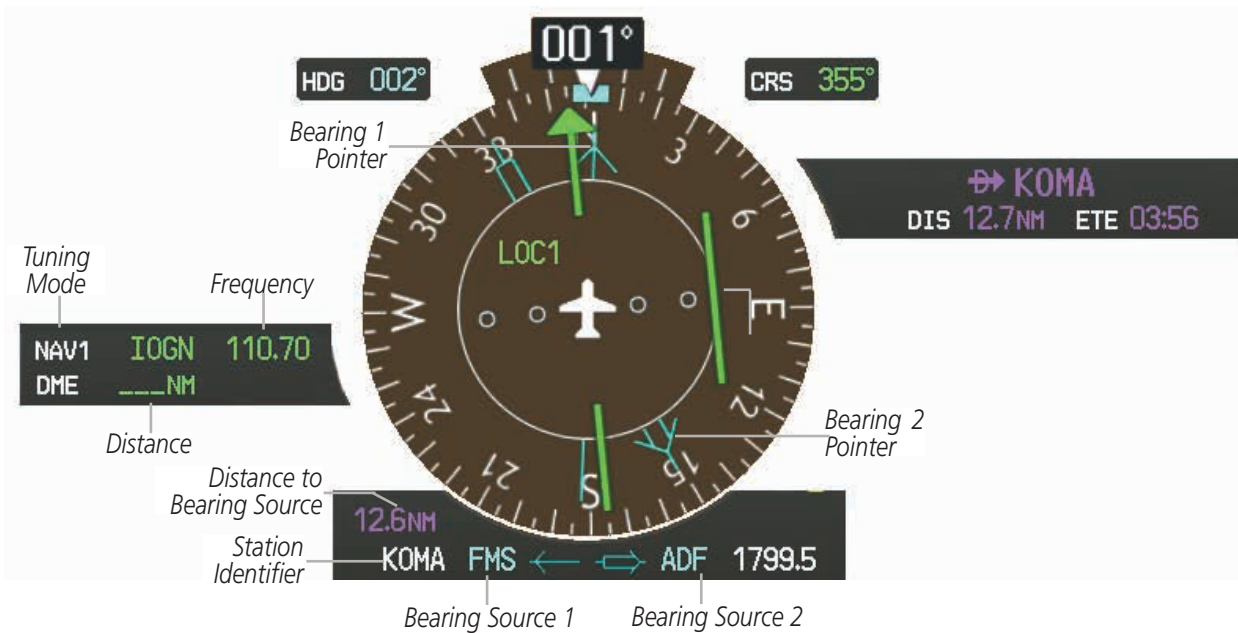 001°
HDG 002°
CRS 355°
Bearing 1
Pointer
33
3
30
6
KOMA
DIS 12.7NM ETE 03:56
LOC1
Tuning
Mode
Frequency
W
E
NAV1 IOGN 110.70
DME ___NM
Distance
24
12
Bearing 2
Pointer
21
S
15
Distance to
Bearing Source
12.6NM
Station
Identifier
KOMA FMS ADF 1799.5
Bearing Source 1
Bearing Source 2